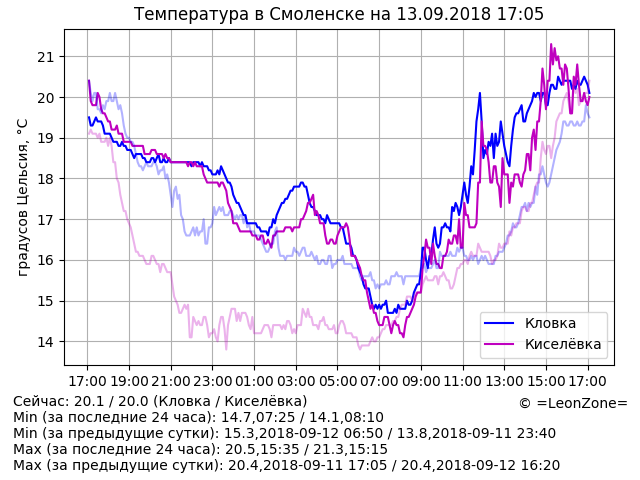 Температура в Смоленске на 13.09.2018 17:05
градусов Цельсия, °C
21
20
19
18
17
16
15
14
17:00 19:00 21:00 23:00 01:00 03:00 05:00 07:00 09:00 11:00 13:00 15:00 17:00
Кловка
Киселёвка
Сейчас: 20.1 / 20.0 (Кловка / Киселёвка)
© =LeonZone=
Min (за последние 24 часа): 14.7,07:25 / 14.1,08:10
Min (за предыдущие сутки): 15.3,2018-09-12 06:50 / 13.8,2018-09-11 23:40
Max (за последние 24 часа): 20.5,15:35 / 21.3,15:15
Max (за предыдущие сутки): 20.4,2018-09-11 17:05 / 20.4,2018-09-12 16:20